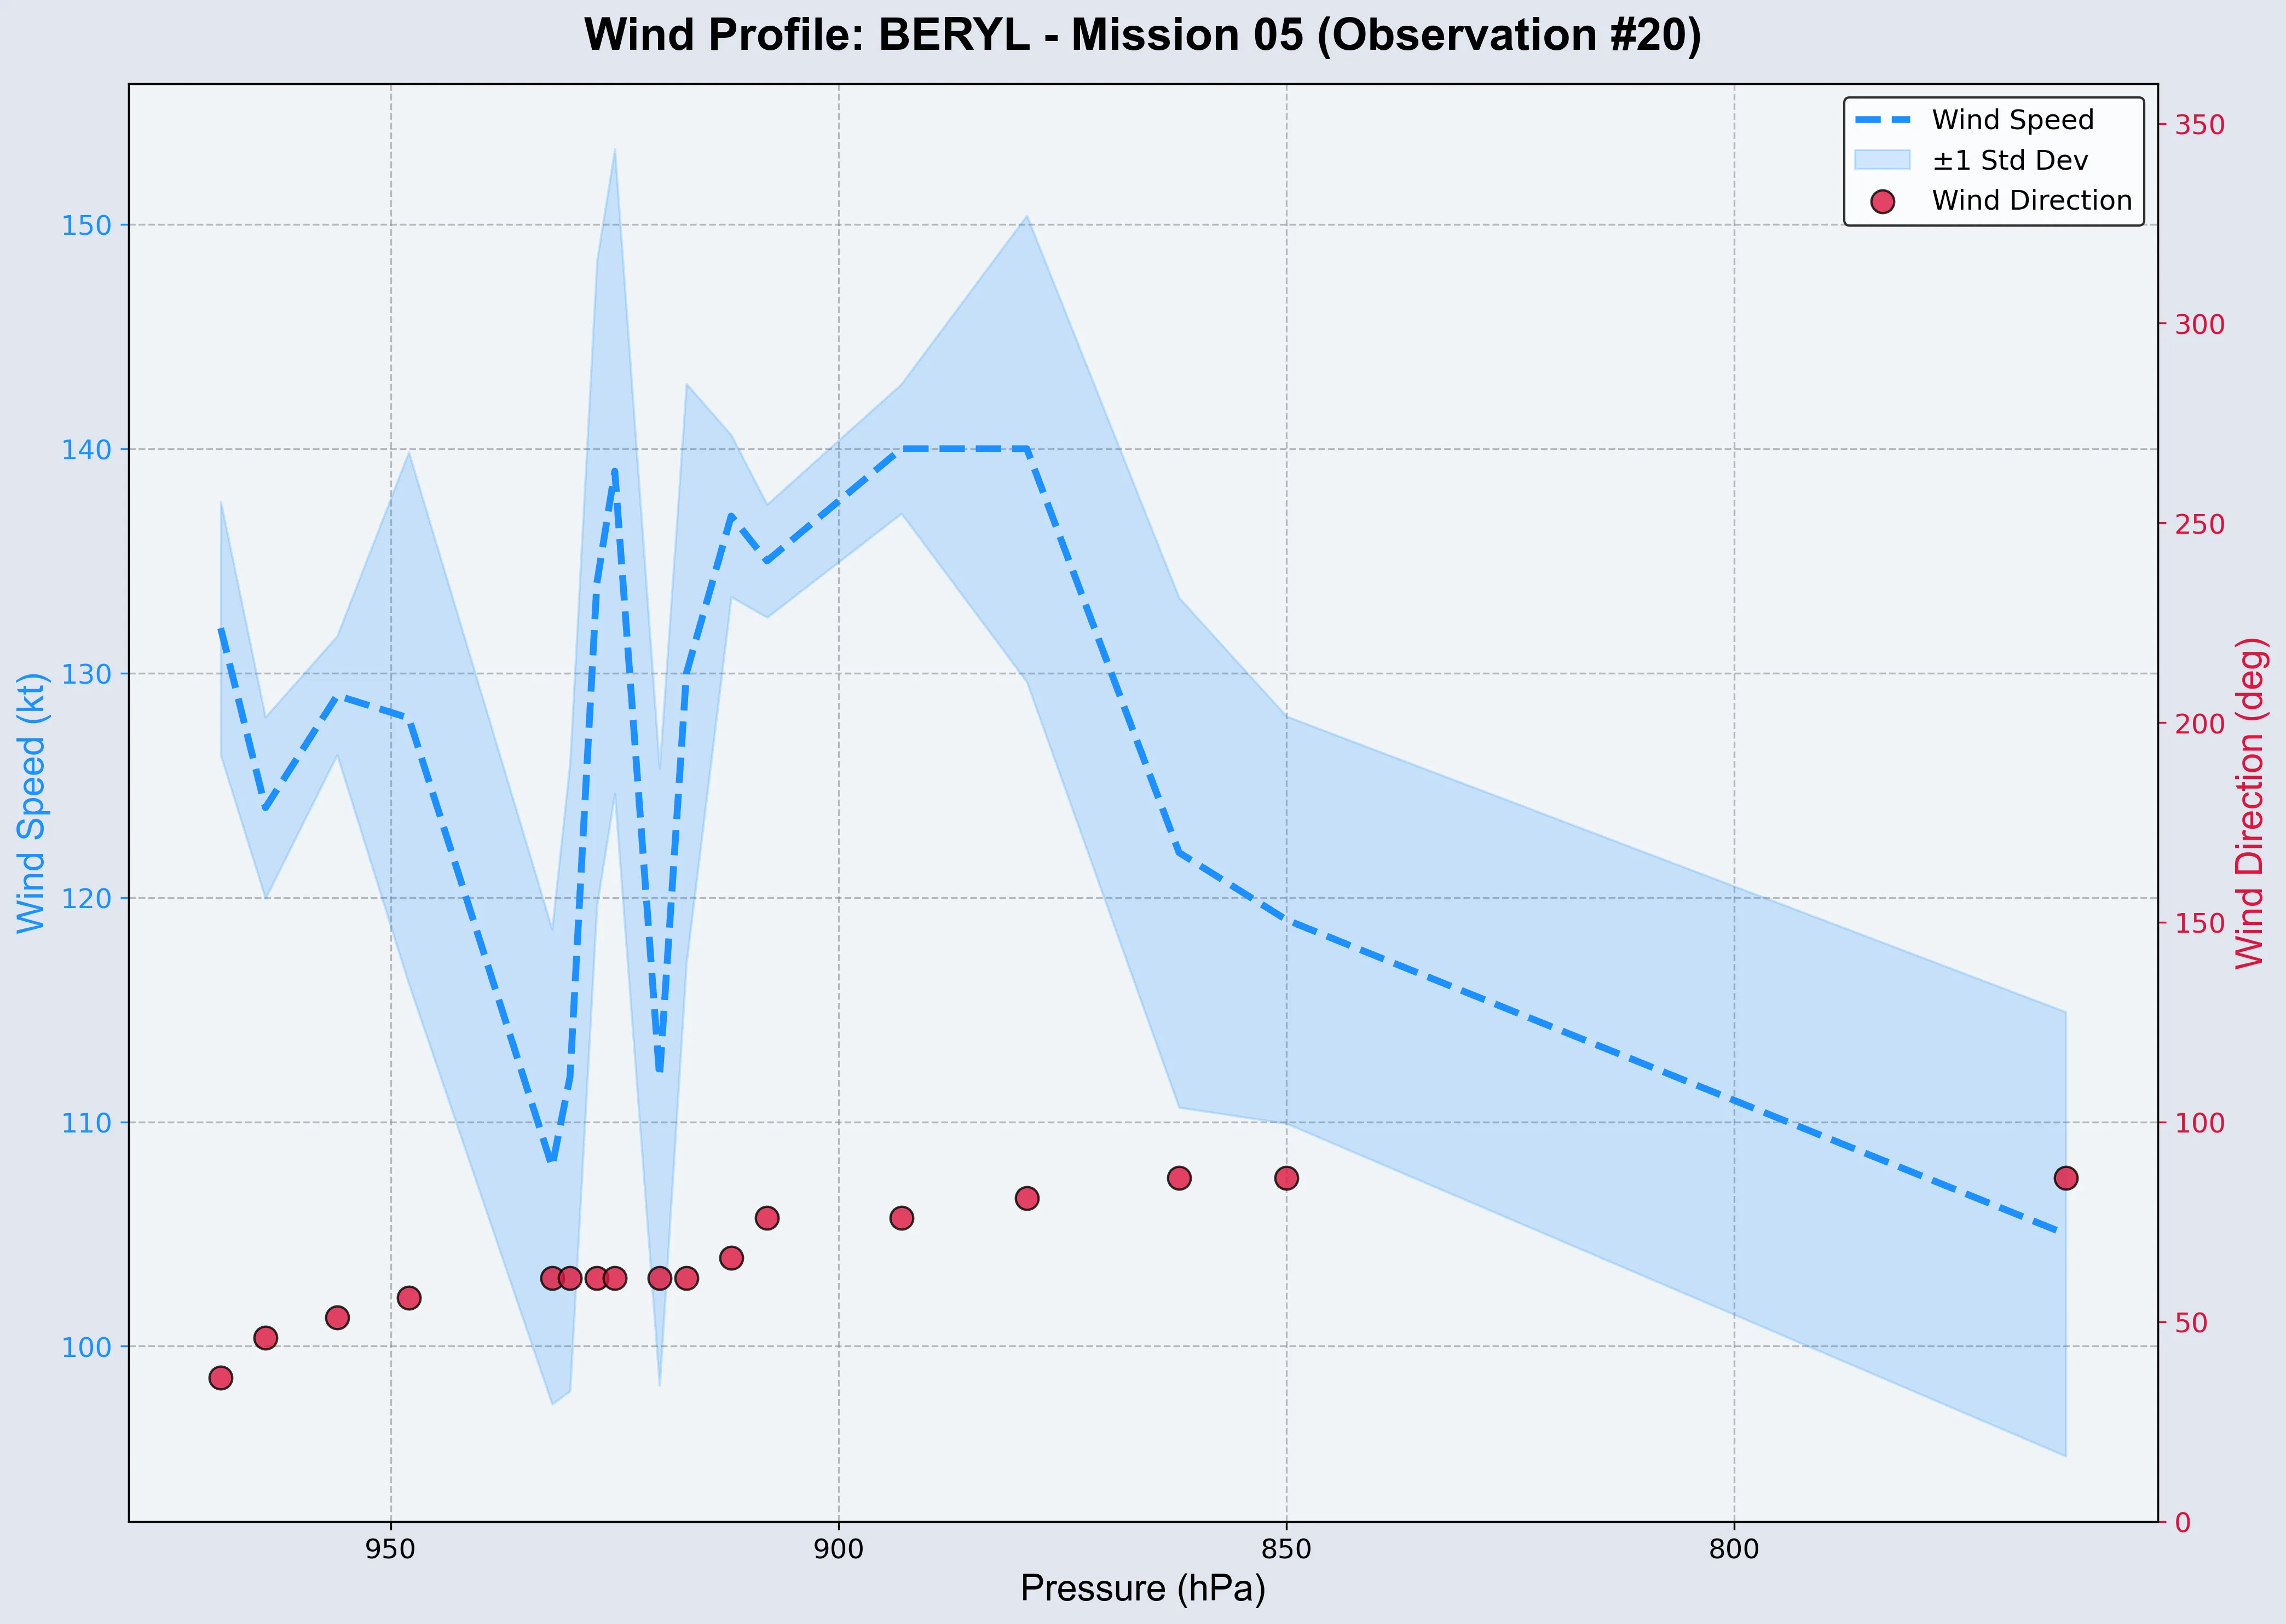 Wind Profile: BERYL - Mission 05 (Observation #20)
Wind Speed
±1 Std Dev
Wind Direction
150
140
130
120
110
100
Wind Speed (kt)
350
300
250
200
150
100
50
0
Wind Direction (deg)
950
900
850
800
Pressure (hPa)